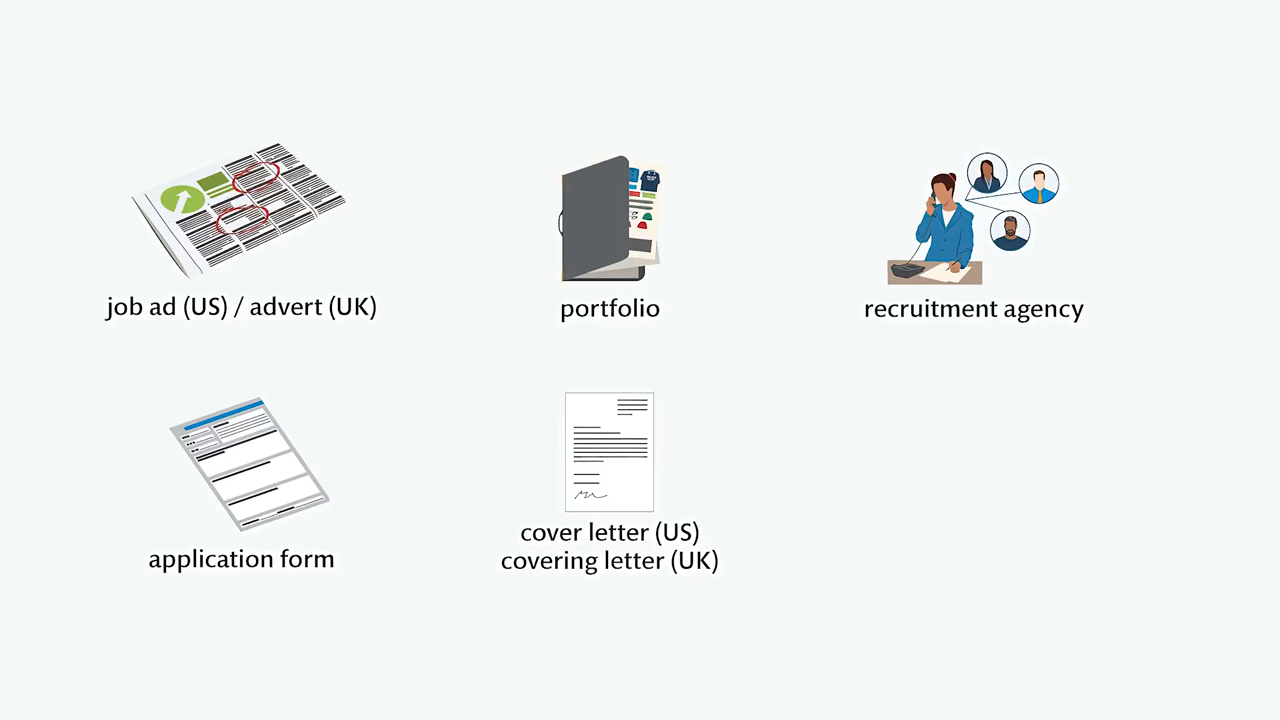 job ad (US) / advert (UK)
portfolio
recruitment agency
application form
cover letter (US)
covering letter (UK)